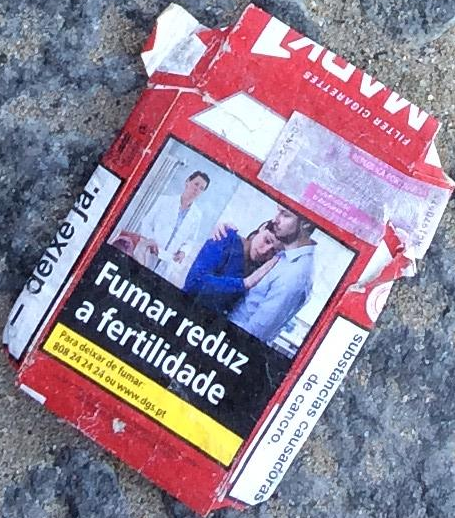 MARK1
FILTER CIGARETTES
– deixe já.
Fumar reduz
a fertilidade
Para deixar de fumar:
808 24 24 24 ou www.dgs.pt
substâncias causadoras
de cancro.